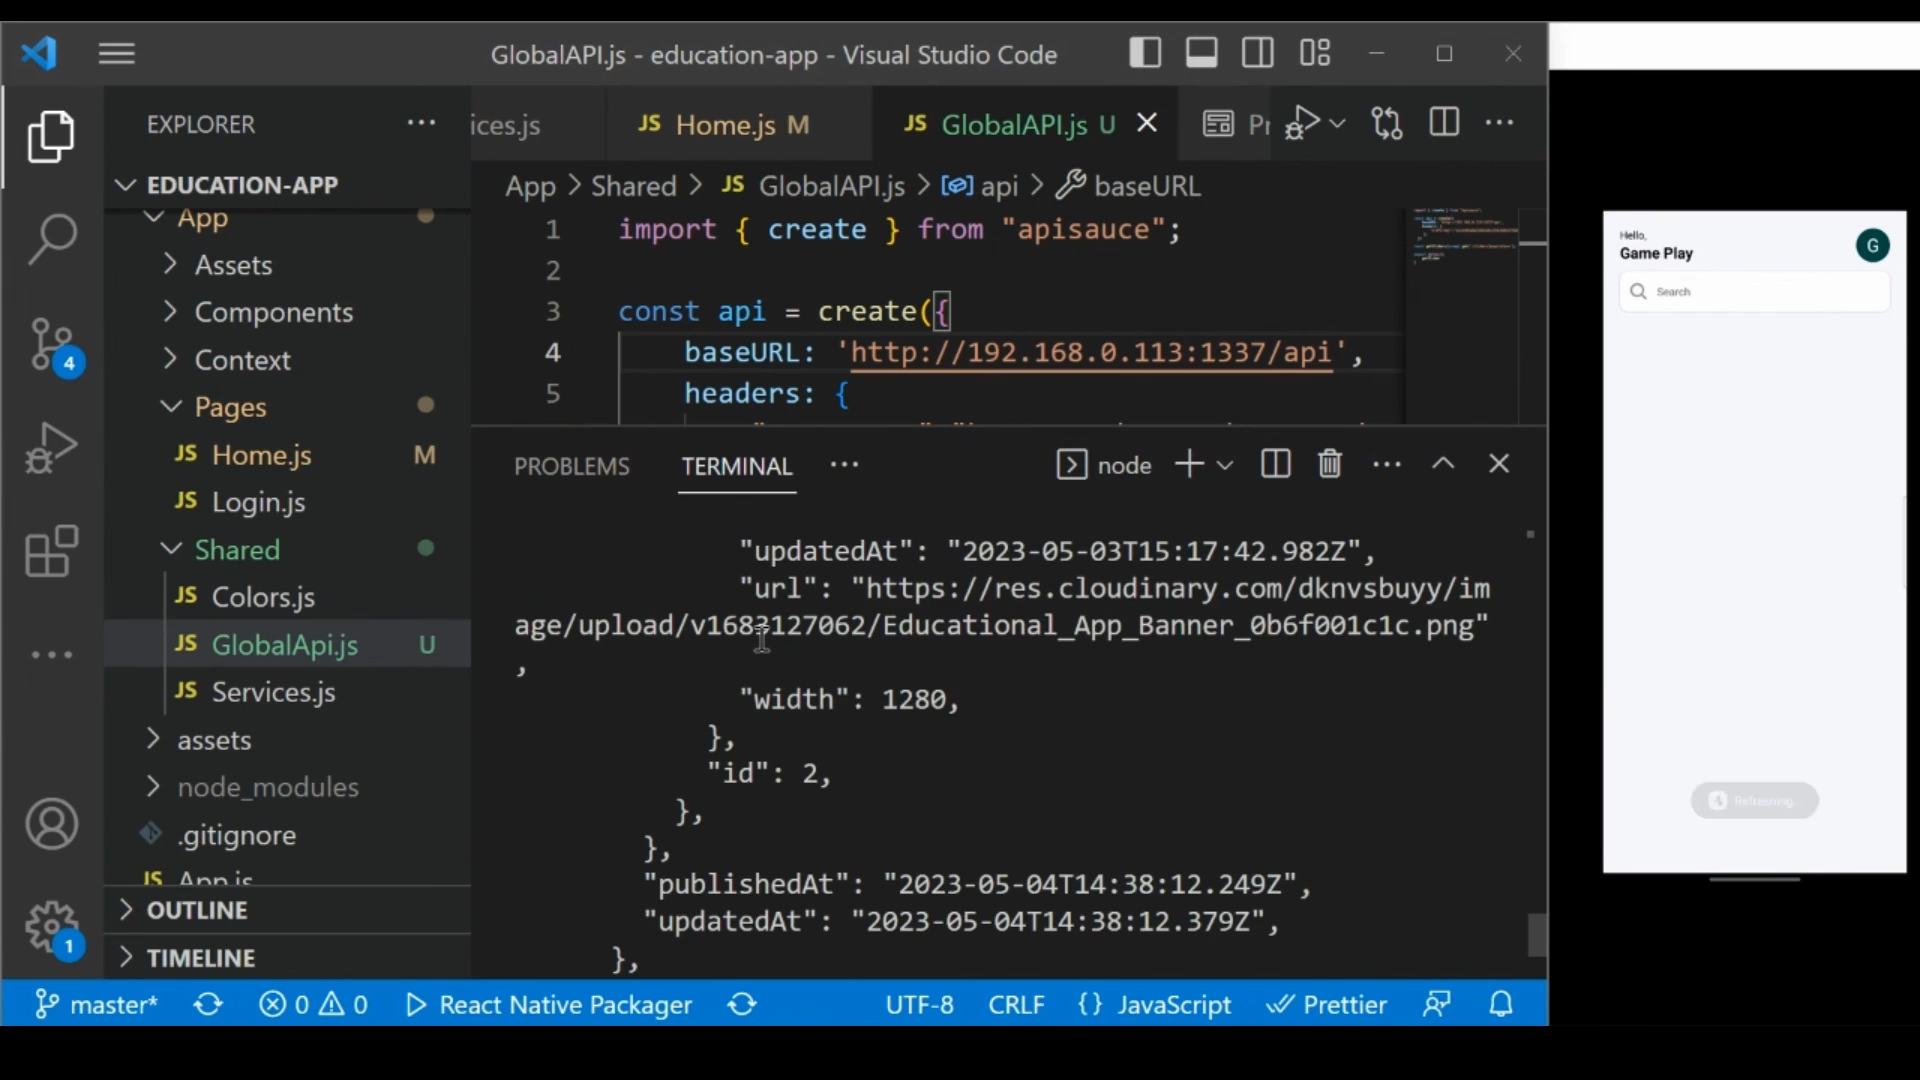 GlobalAPI.js - education-app - Visual Studio Code
EXPLORER
ices.js
JS Home.js M
JS GlobalAPI.js U
EDUCATION-APP
App > Shared > JS GlobalAPI.js > api > baseURL
App
Assets
Components
Context
Pages
JS Home.js M
JS Login.js
Shared
JS Colors.js
JS GlobalApi.js U
JS Services.js
assets
node_modules
.gitignore
JS App.js
OUTLINE
TIMELINE
4
1
1 import { create } from "apisauce";
2
3 const api = create({
4 baseURL: 'http://192.168.0.113:1337/api',
5 headers: {
PROBLEMS TERMINAL node
"updatedAt": "2023-05-03T15:17:42.982Z",
"url": "https://res.cloudinary.com/dknvsbuyy/im
age/upload/v1683127062/Educational_App_Banner_0b6f001c1c.png"
,
"width": 1280,
},
"id": 2,
},
},
"publishedAt": "2023-05-04T14:38:12.249Z",
"updatedAt": "2023-05-04T14:38:12.379Z",
},
master* 0 0 React Native Packager UTF-8 CRLF {} JavaScript Prettier
Hello,
Game Play
G
Search
Refreshing...